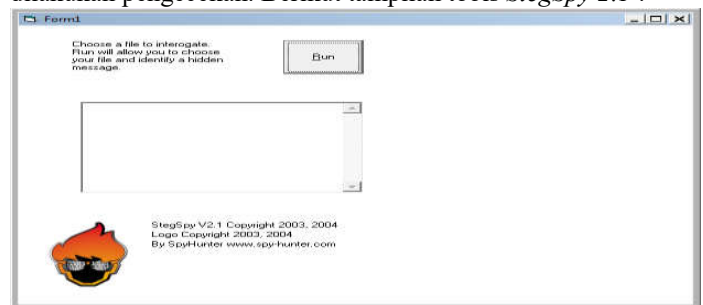 Form1
Choose a file to interogate.
Run will allow you to choose
your file and identify a hidden
message.
Run
StegSpy V2.1 Copyright 2003, 2004
Logo Copyright 2003, 2004
By SpyHunter www.spy-hunter.com